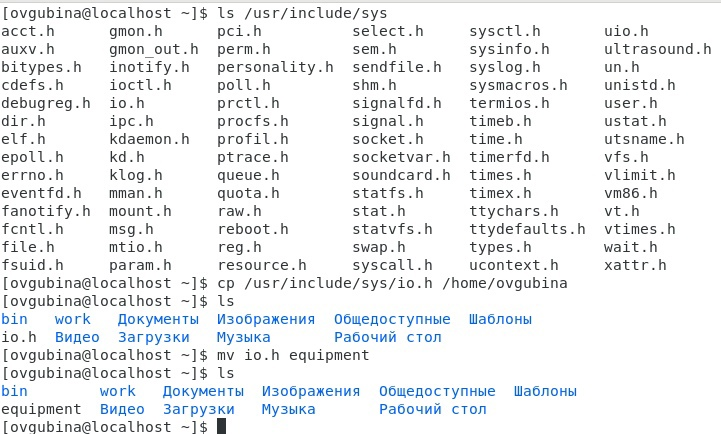 [ovgubina@localhost ~]$ ls /usr/include/sys
acct.h      gmon.h      pci.h          select.h     sysctl.h       uio.h
auxv.h      gmon_out.h  perm.h         sem.h        sysinfo.h      ultrasound.h
bitypes.h   inotify.h   personality.h  sendfile.h   syslog.h       un.h
cdefs.h     ioctl.h     poll.h         shm.h        sysmacros.h    unistd.h
debugreg.h  io.h        prctl.h        signalfd.h   termios.h      user.h
dir.h       ipc.h       procfs.h       signal.h     timeb.h        ustat.h
elf.h       kdaemon.h   profil.h       socket.h     time.h         utsname.h
epoll.h     kd.h        ptrace.h       socketvar.h  timerfd.h      vfs.h
errno.h     klog.h      queue.h        soundcard.h  times.h        vlimit.h
eventfd.h   mman.h      quota.h        statfs.h     timex.h        vm86.h
fanotify.h  mount.h     raw.h          stat.h       ttychars.h     vt.h
fcntl.h     msg.h       reboot.h       statvfs.h    ttydefaults.h  vtimes.h
file.h      mtio.h      reg.h          swap.h       types.h        wait.h
fsuid.h     param.h     resource.h     syscall.h    ucontext.h     xattr.h
[ovgubina@localhost ~]$ cp /usr/include/sys/io.h /home/ovgubina
[ovgubina@localhost ~]$ ls
bin   work   Документы  Изображения  Общедоступные  Шаблоны
io.h  Видео  Загрузки   Музыка       Рабочий стол
[ovgubina@localhost ~]$ mv io.h equipment
[ovgubina@localhost ~]$ ls
bin        work   Документы  Изображения  Общедоступные  Шаблоны
equipment  Видео  Загрузки   Музыка       Рабочий стол
[ovgubina@localhost ~]$